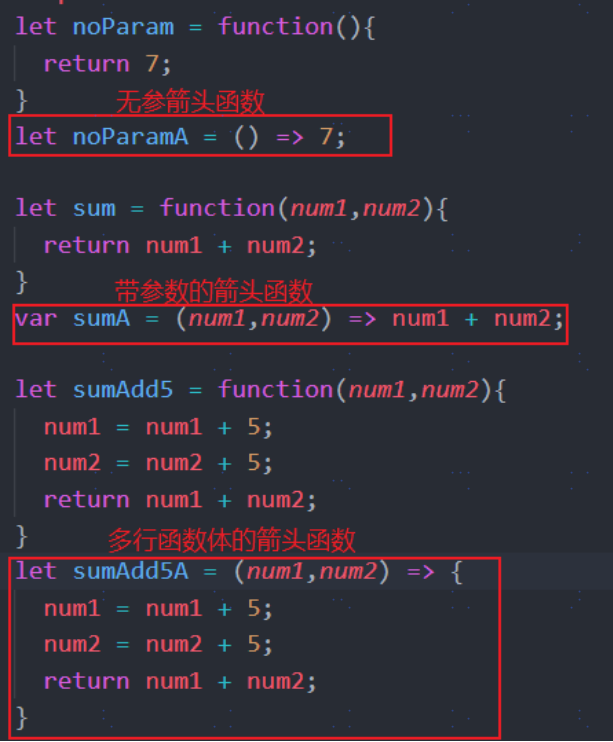 let noParam = function(){
return 7;
}
无参箭头函数
let noParamA = () => 7;
let sum = function(num1,num2){
return num1 + num2;
}
带参数的箭头函数
var sumA = (num1,num2) => num1 + num2;
let sumAdd5 = function(num1,num2){
num1 = num1 + 5;
num2 = num2 + 5;
return num1 + num2;
}
多行函数体的箭头函数
let sumAdd5A = (num1,num2) => {
num1 = num1 + 5;
num2 = num2 + 5;
return num1 + num2;
}